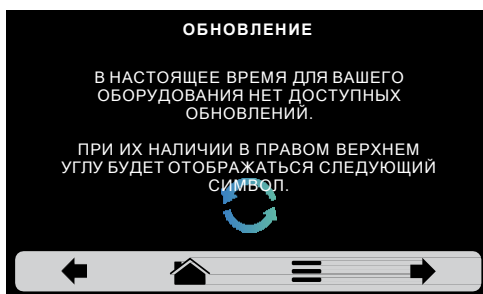 ОБНОВЛЕНИЕ
В НАСТОЯЩЕЕ ВРЕМЯ ДЛЯ ВАШЕГО
ОБОРУДОВАНИЯ НЕТ ДОСТУПНЫХ
ОБНОВЛЕНИЙ.
ПРИ ИХ НАЛИЧИИ В ПРАВОМ ВЕРХНЕМ
УГЛУ БУДЕТ ОТОБРАЖАТЬСЯ СЛЕДУЮЩИЙ
СИМВОЛ.